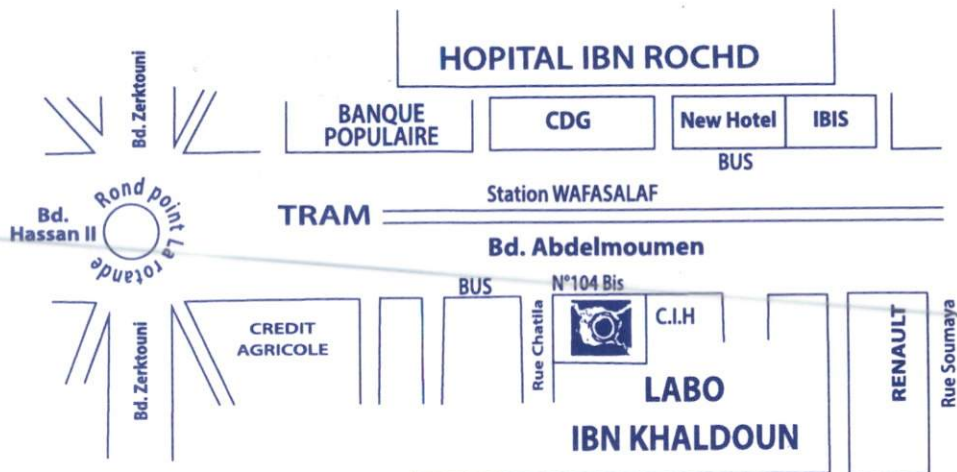 HOPITAL IBN ROCHD
Bd. Zerktouni
BANQUE
POPULAIRE
CDG
New Hotel
IBIS
BUS
Rond point La rotande
Bd.
Hassan II
Station WAFASALAF
TRAM
Bd. Abdelmoumen
BUS
N°104 Bis
Bd. Zerktouni
CREDIT
AGRICOLE
Rue Chatila
C.I.H
RENAULT
Rue Soumaya
LABO
IBN KHALDOUN